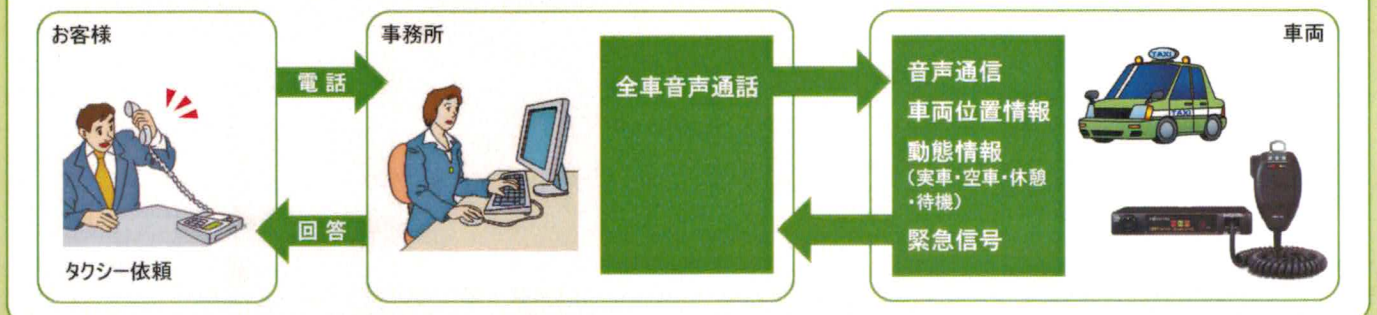 お客様
電話
回答
タクシー依頼
事務所
全車音声通話
車両
音声通信
車両位置情報
動態情報
(実車・空車・休憩
・待機)
緊急信号
TAXI
TAXI